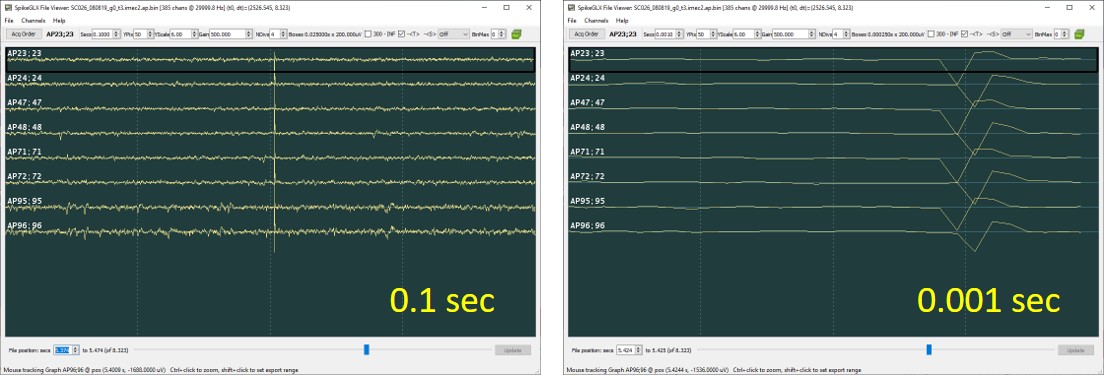 SpikeGLX File Viewer: SC026_080819_g0_t3.imec2.ap.bin [385 chans @ 29999.8 Hz] (t0, dt)::(2526.545, 8.323)
File Channels Help
Acq Order AP23;23 Secs 0.1000 YPix 50 YScale 6.00 Gain 500.000 NDivs 4 Boxes 0.025000s x 200.000uV 300 - INF -<T> -<S> Off BinMax 0
AP23;23
AP24;24
AP47;47
AP48;48
AP71;71
AP72;72
AP95;95
AP96;96
0.1 sec
File position: secs to 5.474 (of 8.323) Update
Mouse tracking Graph AP96;96 @ pos (5.4009 s, -1688.0000 uV) Ctrl+click to zoom, shift+click to set export range
SpikeGLX File Viewer: SC026_080819_g0_t3.imec2.ap.bin [385 chans @ 29999.8 Hz] (t0, dt)::(2526.545, 8.323)
File Channels Help
Acq Order AP23;23 Secs 0.0010 YPix 50 YScale 6.00 Gain 500.000 NDivs 4 Boxes 0.000250s x 200.000uV 300 - INF -<T> -<S> Off BinMax 0
AP23;23
AP24;24
AP47;47
AP48;48
AP71;71
AP72;72
AP95;95
AP96;96
0.001 sec
File position: secs 5.424 to 5.425 (of 8.323) Update
Mouse tracking Graph AP96;96 @ pos (5.4244 s, -1536.0000 uV) Ctrl+click to zoom, shift+click to set export range